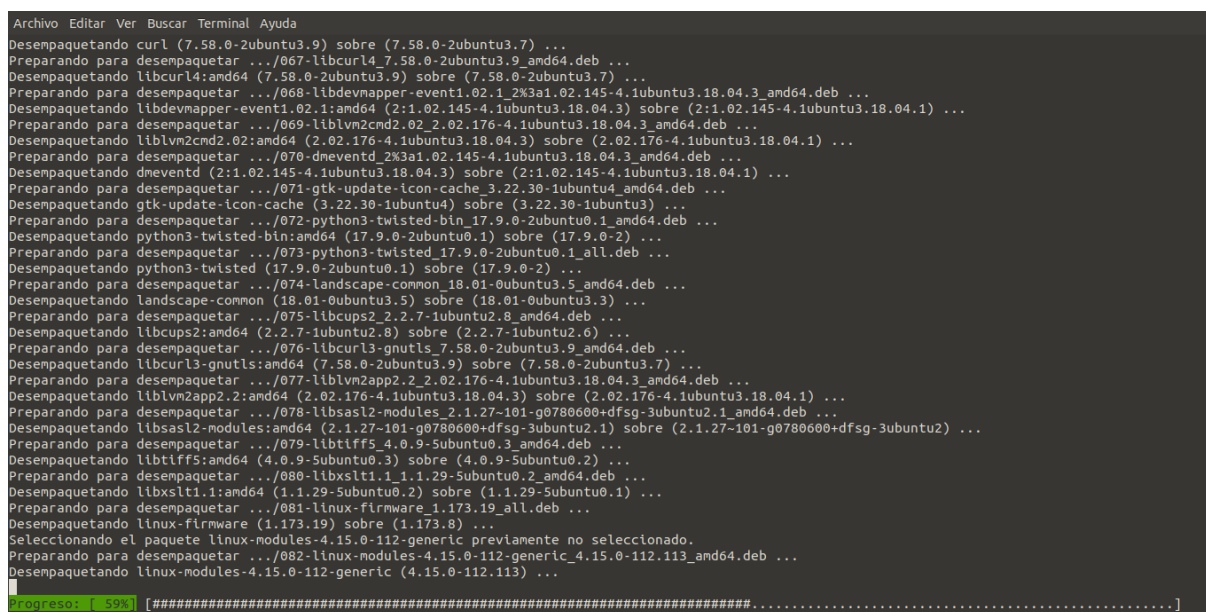 Archivo Editar Ver Buscar Terminal Ayuda
Desempaquetando curl (7.58.0-2ubuntu3.9) sobre (7.58.0-2ubuntu3.7) ...
Preparando para desempaquetar .../067-libcurl4_7.58.0-2ubuntu3.9_amd64.deb ...
Desempaquetando libcurl4:amd64 (7.58.0-2ubuntu3.9) sobre (7.58.0-2ubuntu3.7) ...
Preparando para desempaquetar .../068-libdevmapper-event1.02.1_2%3a1.02.145-4.1ubuntu3.18.04.3_amd64.deb ...
Desempaquetando libdevmapper-event1.02.1:amd64 (2:1.02.145-4.1ubuntu3.18.04.3) sobre (2:1.02.145-4.1ubuntu3.18.04.1) ...
Preparando para desempaquetar .../069-liblvm2cmd2.02_2.02.176-4.1ubuntu3.18.04.3_amd64.deb ...
Desempaquetando liblvm2cmd2.02:amd64 (2.02.176-4.1ubuntu3.18.04.3) sobre (2.02.176-4.1ubuntu3.18.04.1) ...
Preparando para desempaquetar .../070-dmeventd_2%3a1.02.145-4.1ubuntu3.18.04.3_amd64.deb ...
Desempaquetando dmeventd (2:1.02.145-4.1ubuntu3.18.04.3) sobre (2:1.02.145-4.1ubuntu3.18.04.1) ...
Preparando para desempaquetar .../071-gtk-update-icon-cache_3.22.30-1ubuntu4_amd64.deb ...
Desempaquetando gtk-update-icon-cache (3.22.30-1ubuntu4) sobre (3.22.30-1ubuntu3) ...
Preparando para desempaquetar .../072-python3-twisted-bin_17.9.0-2ubuntu0.1_amd64.deb ...
Desempaquetando python3-twisted-bin:amd64 (17.9.0-2ubuntu0.1) sobre (17.9.0-2) ...
Preparando para desempaquetar .../073-python3-twisted_17.9.0-2ubuntu0.1_all.deb ...
Desempaquetando python3-twisted (17.9.0-2ubuntu0.1) sobre (17.9.0-2) ...
Preparando para desempaquetar .../074-landscape-common_18.01-0ubuntu3.5_amd64.deb ...
Desempaquetando landscape-common (18.01-0ubuntu3.5) sobre (18.01-0ubuntu3.3) ...
Preparando para desempaquetar .../075-libcups2_2.2.7-1ubuntu2.8_amd64.deb ...
Desempaquetando libcups2:amd64 (2.2.7-1ubuntu2.8) sobre (2.2.7-1ubuntu2.6) ...
Preparando para desempaquetar .../076-libcurl3-gnutls_7.58.0-2ubuntu3.9_amd64.deb ...
Desempaquetando libcurl3-gnutls:amd64 (7.58.0-2ubuntu3.9) sobre (7.58.0-2ubuntu3.7) ...
Preparando para desempaquetar .../077-liblvm2app2.2_2.02.176-4.1ubuntu3.18.04.3_amd64.deb ...
Desempaquetando liblvm2app2.2:amd64 (2.02.176-4.1ubuntu3.18.04.3) sobre (2.02.176-4.1ubuntu3.18.04.1) ...
Preparando para desempaquetar .../078-libsasl2-modules_2.1.27~101-g0780600+dfsg-3ubuntu2.1_amd64.deb ...
Desempaquetando libsasl2-modules:amd64 (2.1.27~101-g0780600+dfsg-3ubuntu2.1) sobre (2.1.27~101-g0780600+dfsg-3ubuntu2) ...
Preparando para desempaquetar .../079-libtiff5_4.0.9-5ubuntu0.3_amd64.deb ...
Desempaquetando libtiff5:amd64 (4.0.9-5ubuntu0.3) sobre (4.0.9-5ubuntu0.2) ...
Preparando para desempaquetar .../080-libxslt1.1_1.1.29-5ubuntu0.2_amd64.deb ...
Desempaquetando libxslt1.1:amd64 (1.1.29-5ubuntu0.2) sobre (1.1.29-5ubuntu0.1) ...
Preparando para desempaquetar .../081-linux-firmware_1.173.19_all.deb ...
Desempaquetando linux-firmware (1.173.19) sobre (1.173.8) ...
Seleccionando el paquete linux-modules-4.15.0-112-generic previamente no seleccionado.
Preparando para desempaquetar .../082-linux-modules-4.15.0-112-generic_4.15.0-112.113_amd64.deb ...
Desempaquetando linux-modules-4.15.0-112-generic (4.15.0-112.113) ...
Progreso: [ 59%] [###########################################################################.....................................................]